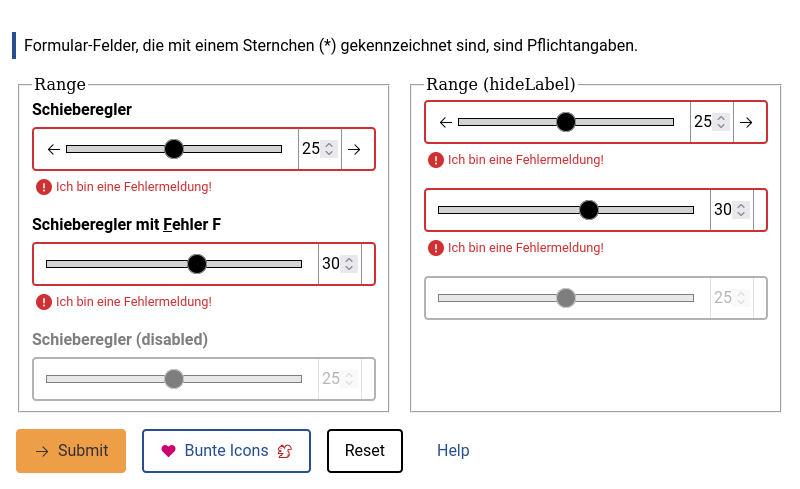 Formular-Felder, die mit einem Sternchen (*) gekennzeichnet sind, sind Pflichtangaben.
Range
Schieberegler
25
Ich bin eine Fehlermeldung!
Schieberegler mit Fehler F
30
Ich bin eine Fehlermeldung!
Schieberegler (disabled)
25
Range (hideLabel)
25
Ich bin eine Fehlermeldung!
30
Ich bin eine Fehlermeldung!
25
Submit
Bunte Icons
Reset
Help